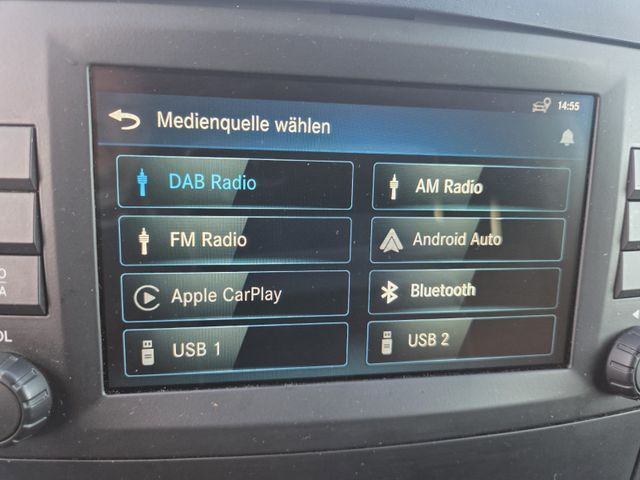 14:55
Medienquelle wählen
DAB Radio
AM Radio
FM Radio
Android Auto
Apple CarPlay
Bluetooth
USB 1
USB 2